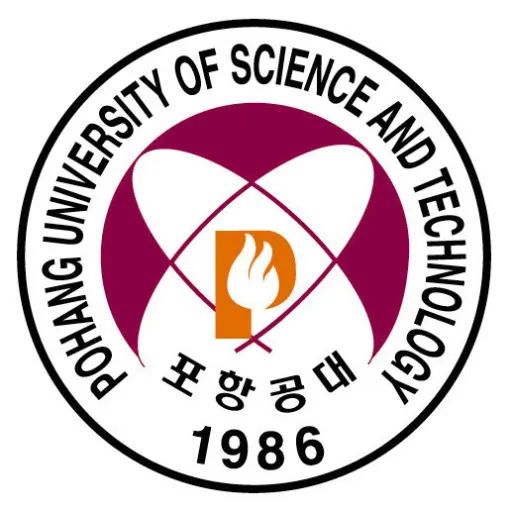 POHANG UNIVERSITY OF SCIENCE AND TECHNOLOGY
P
포항공대
1986